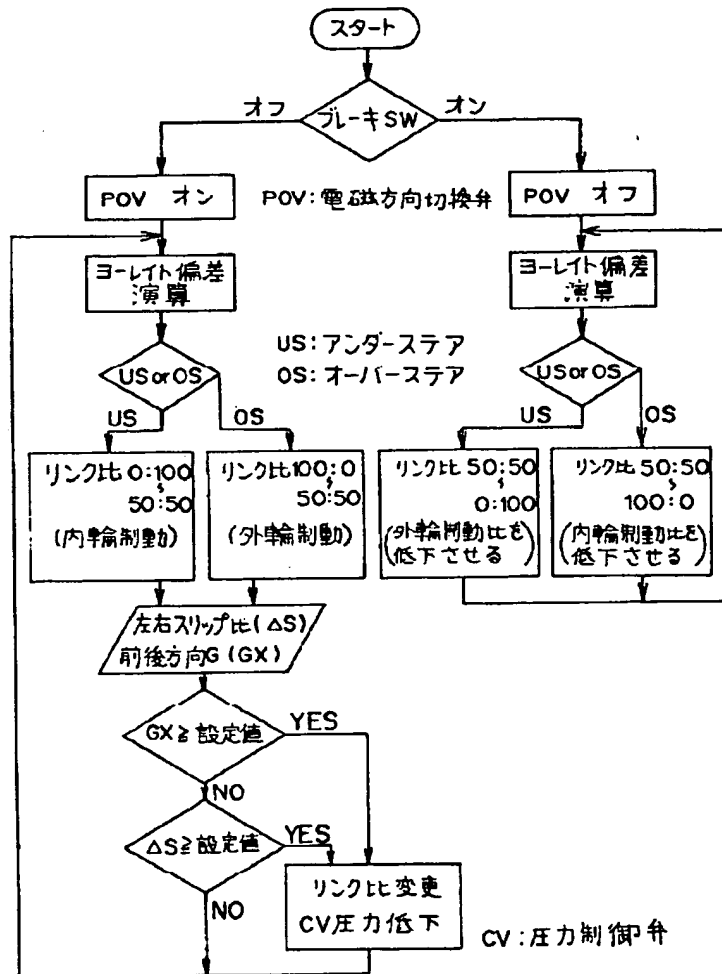 スタート
ブレーキSW
オフ
オン
POV オン
POV:電磁方向切換弁
POV オフ
ヨーレイト偏差
演算
ヨーレイト偏差
演算
US:アンダーステア
OS:オーバーステア
USorOS
USorOS
US
OS
US
OS
リンク比0:100
~
50:50
(内輪制動)
リンク比100:0
~
50:50
(外輪制動)
リンク比 50:50
~
0:100
(外輪制動比を
低下させる)
リンク比 50:50
~
100:0
(内輪制動比を
低下させる)
左右スリップ比(ΔS)
前後方向G(GX)
GX≧設定値
YES
NO
ΔS≧設定値
YES
NO
リンク比変更
CV圧力低下
CV:圧力制御弁